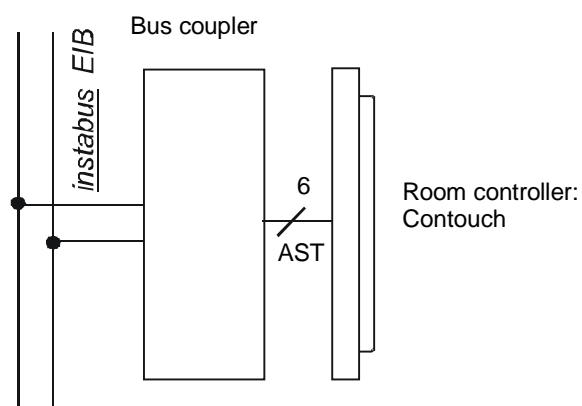 Bus coupler
instabus EIB
6
AST
Room controller:
Contouch